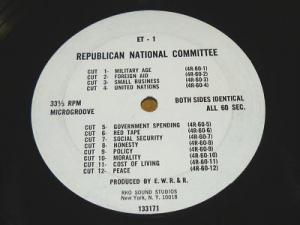 ET - 1
REPUBLICAN NATIONAL COMMITTEE
CUT 1- MILITARY AGE (4R-60-1)
CUT 2- FOREIGN AID (4R-60-2)
CUT 3- SMALL BUSINESS (4R-60-3)
CUT 4- UNITED NATIONS (4R-60-4)
33⅓ RPM BOTH SIDES IDENTICAL
MICROGROOVE ALL 60 SEC.
CUT 5- GOVERNMENT SPENDING (4R-60-5)
CUT 6- RED TAPE (4R-60-6)
CUT 7- SOCIAL SECURITY (4R-60-7)
CUT 8- HONESTY (4R-60-8)
CUT 9- POLICY (4R-60-9)
CUT 10- MORALITY (4R-60-10)
CUT 11- COST OF LIVING (4R-60-11)
CUT 12- PEACE (4R-60-12)
PRODUCED BY E. W. R. & R.
RKO SOUND STUDIOS
New York, N. Y. 10018
133171